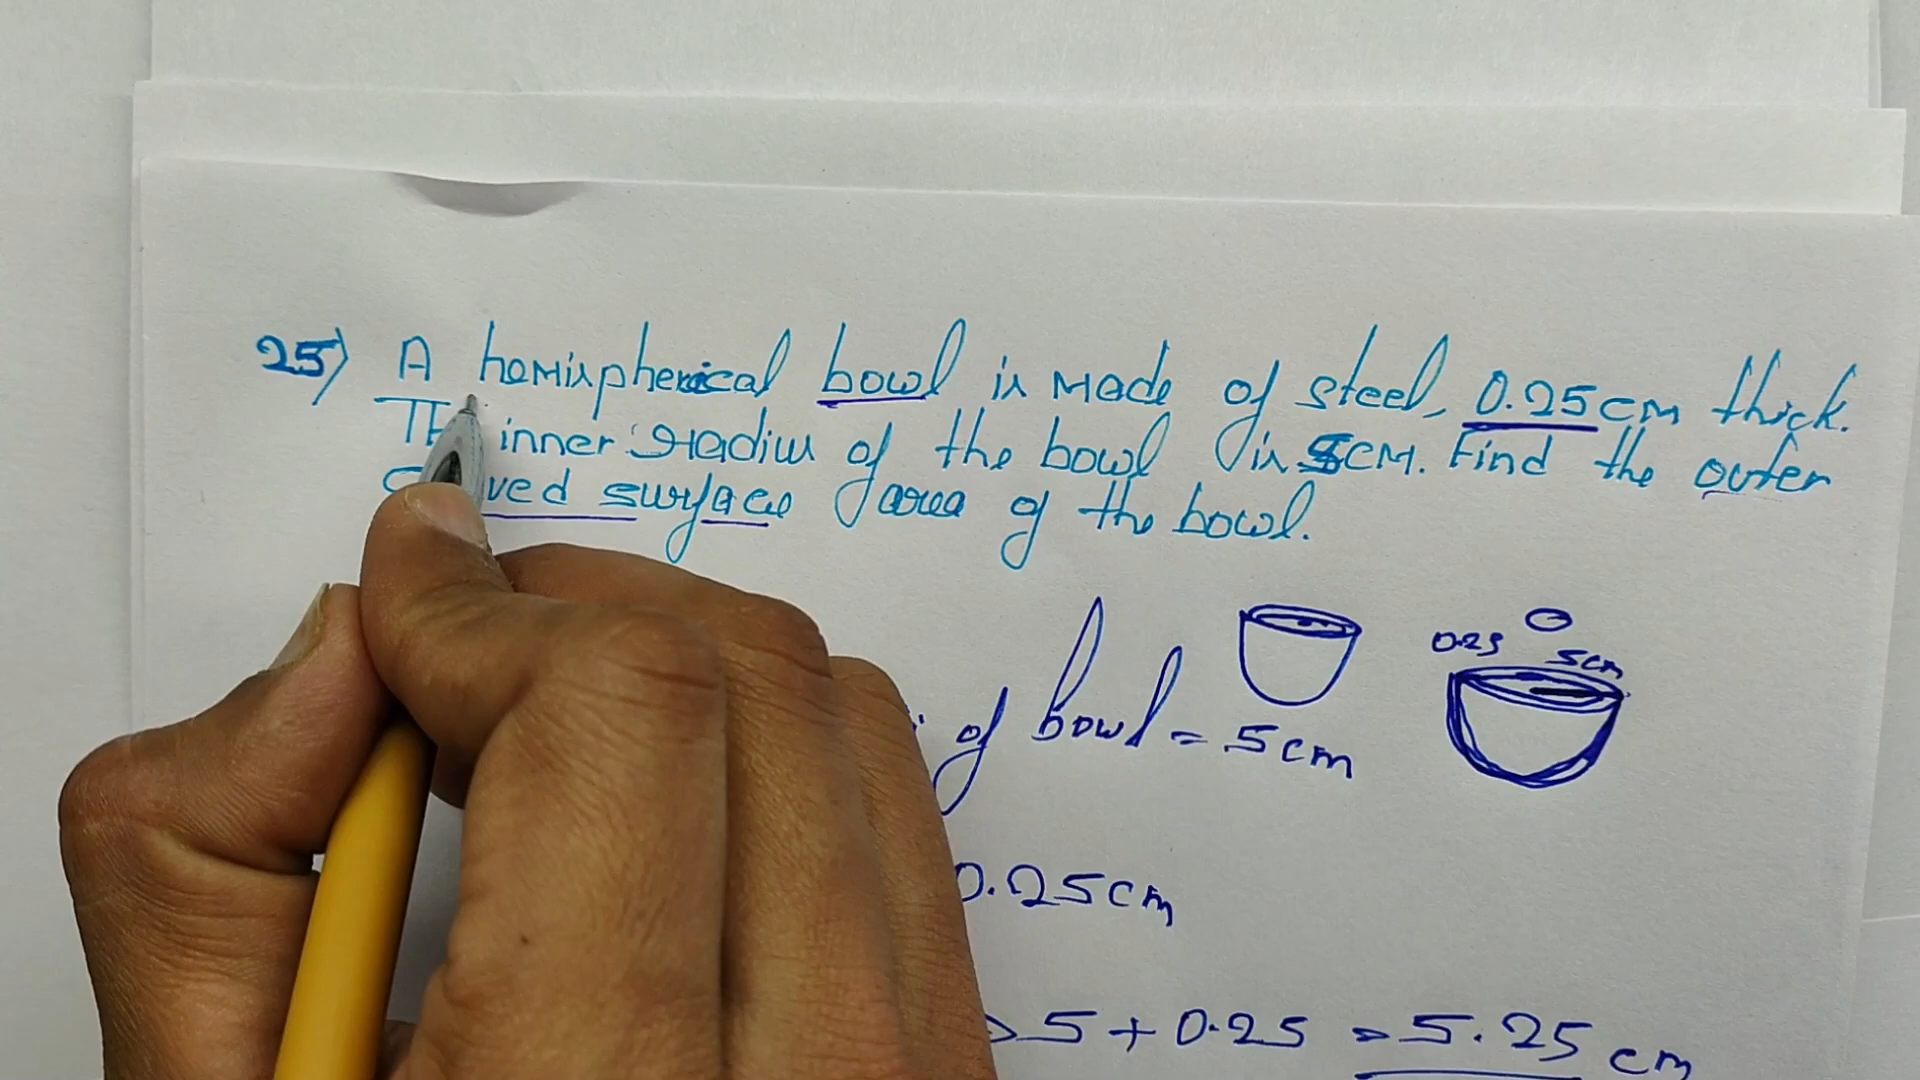 25) A hemispherical bowl is made of steel, 0.25cm thick.
inner radius of the bowl is 5cm. Find the outer
surface area of the bowl.
0.25 5cm
of bowl = 5cm
0.25cm
5 + 0.25 = 5.25 cm